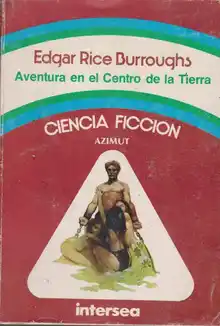 Edgar Rice Burroughs
Aventura en el Centro de la Tierra
CIENCIA FICCION
AZIMUT
intersea